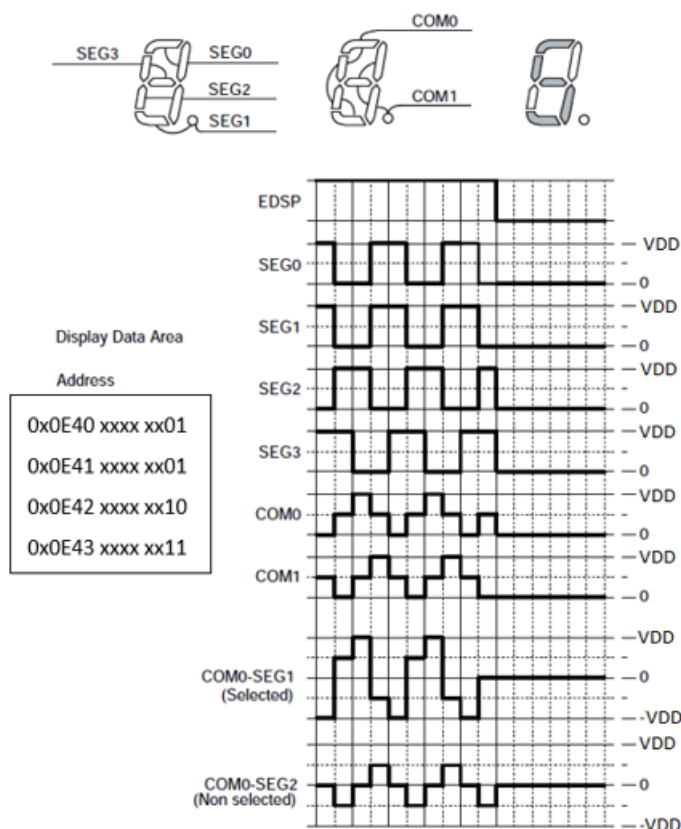 SEG3
SEG0
SEG2
SEG1
COM0
COM1
EDSP
VDD
SEG0
0
VDD
SEG1
0
VDD
SEG2
0
VDD
SEG3
0
VDD
COM0
0
VDD
COM1
0
Display Data Area
Address
0x0E40 xxxx xx01
0x0E41 xxxx xx01
0x0E42 xxxx xx10
0x0E43 xxxx xx11
VDD
COM0-SEG1
(Selected)
0
-VDD
VDD
COM0-SEG2
(Non selected)
0
-VDD